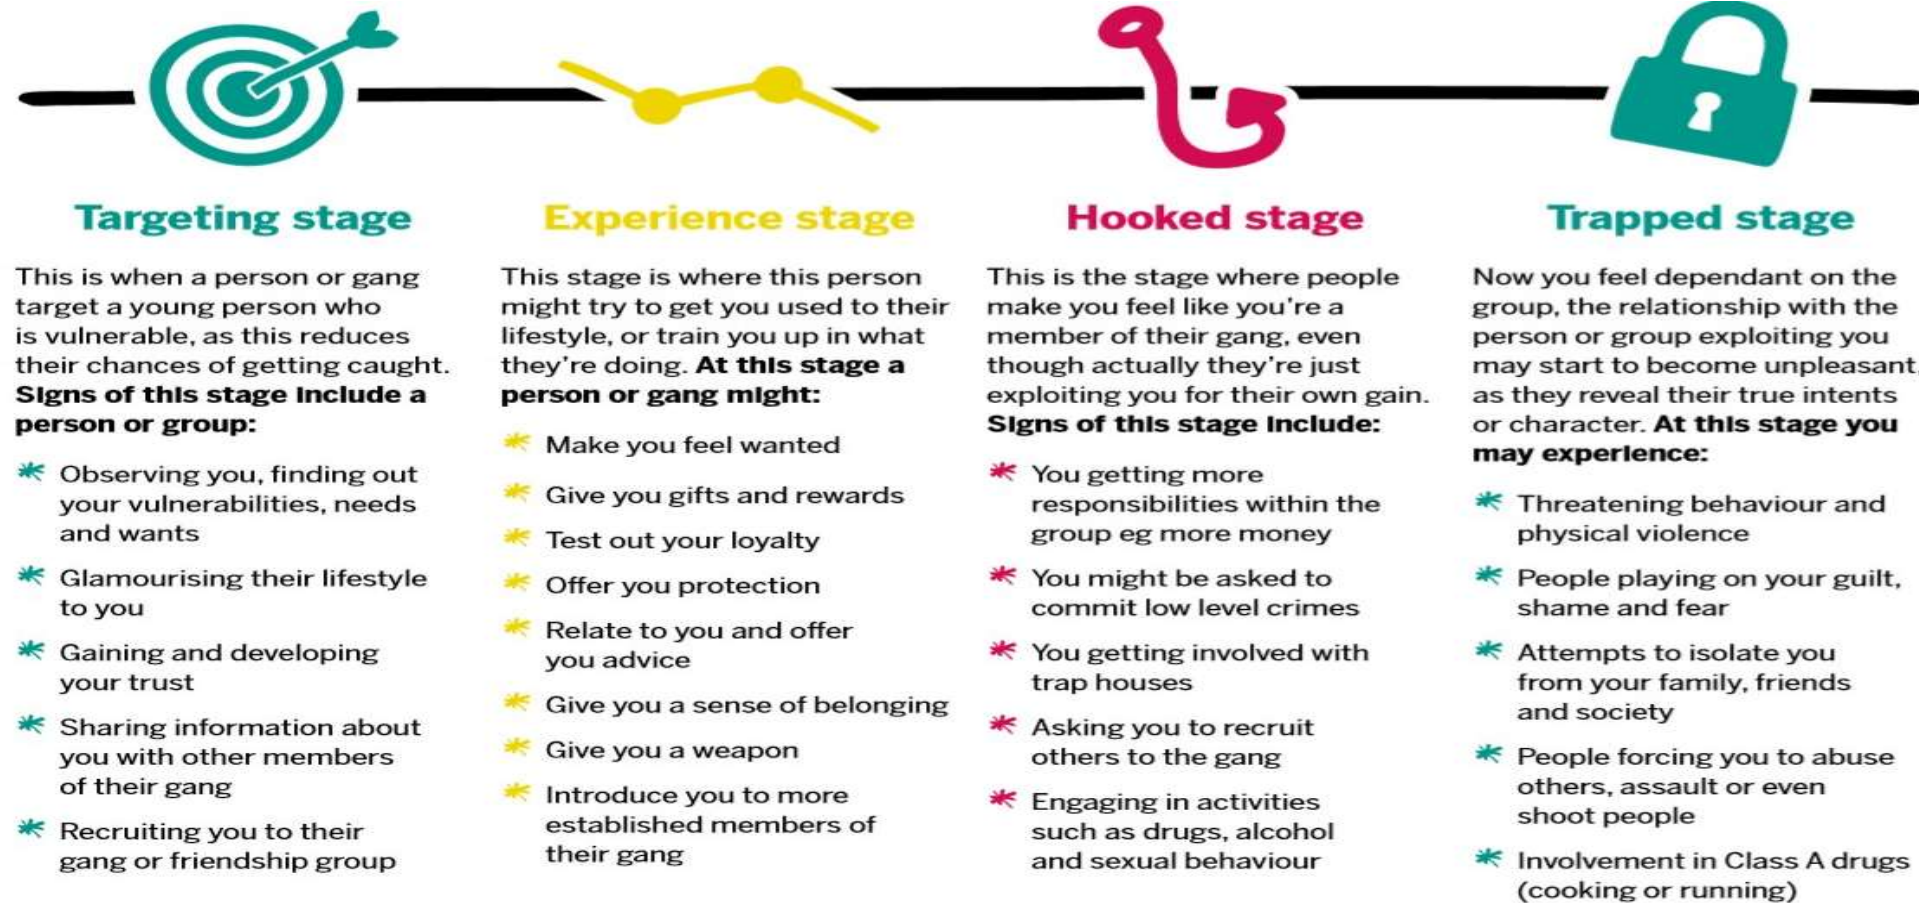 Targeting stage
This is when a person or gang
target a young person who
is vulnerable, as this reduces
their chances of getting caught.
Signs of this stage include a
person or group:
Observing you, finding out
your vulnerabilities, needs
and wants
Glamourising their lifestyle
to you
Gaining and developing
your trust
Sharing information about
you with other members
of their gang
Recruiting you to their
gang or friendship group
Experience stage
This stage is where this person
might try to get you used to their
lifestyle, or train you up in what
they're doing. At this stage a
person or gang might:
Make you feel wanted
Give you gifts and rewards
Test out your loyalty
Offer you protection
Relate to you and offer
you advice
Give you a sense of belonging
Give you a weapon
Introduce you to more
established members of
their gang
Hooked stage
This is the stage where people
make you feel like you're a
member of their gang, even
though actually they're just
exploiting you for their own gain.
Signs of this stage include:
You getting more
responsibilities within the
group eg more money
You might be asked to
commit low level crimes
You getting involved with
trap houses
Asking you to recruit
others to the gang
Engaging in activities
such as drugs, alcohol
and sexual behaviour
Trapped stage
Now you feel dependant on the
group, the relationship with the
person or group exploiting you
may start to become unpleasant,
as they reveal their true intents
or character. At this stage you
may experience:
Threatening behaviour and
physical violence
People playing on your guilt,
shame and fear
Attempts to isolate you
from your family, friends
and society
People forcing you to abuse
others, assault or even
shoot people
Involvement in Class A drugs
(cooking or running)